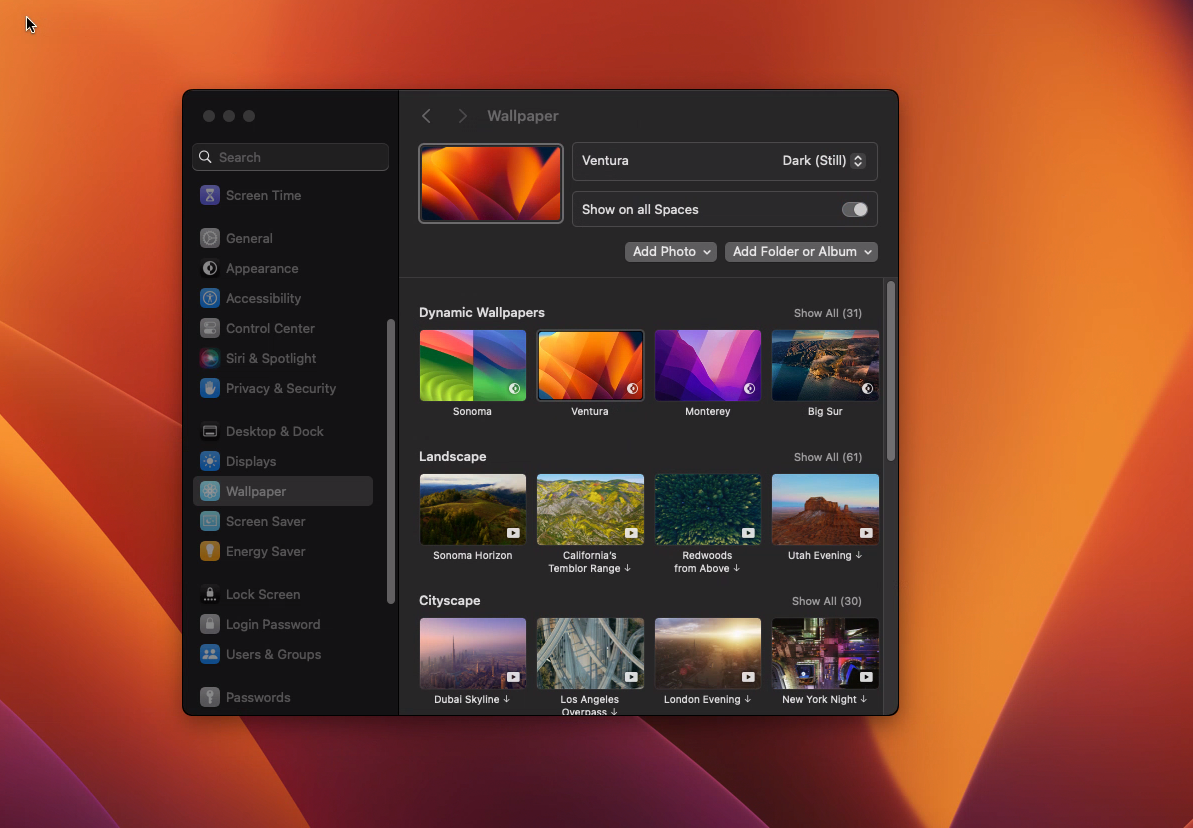 Search
Screen Time
General
Appearance
Accessibility
Control Center
Siri & Spotlight
Privacy & Security
Desktop & Dock
Displays
Wallpaper
Screen Saver
Energy Saver
Lock Screen
Login Password
Users & Groups
Passwords
Wallpaper
Ventura
Dark (Still)
Show on all Spaces
Add Photo
Add Folder or Album
Dynamic Wallpapers
Show All (31)
Sonoma
Ventura
Monterey
Big Sur
Landscape
Show All (61)
Sonoma Horizon
California's
Temblor Range ↓
Redwoods
from Above ↓
Utah Evening ↓
Cityscape
Show All (30)
Dubai Skyline ↓
Los Angeles
Overpass ↓
London Evening ↓
New York Night ↓